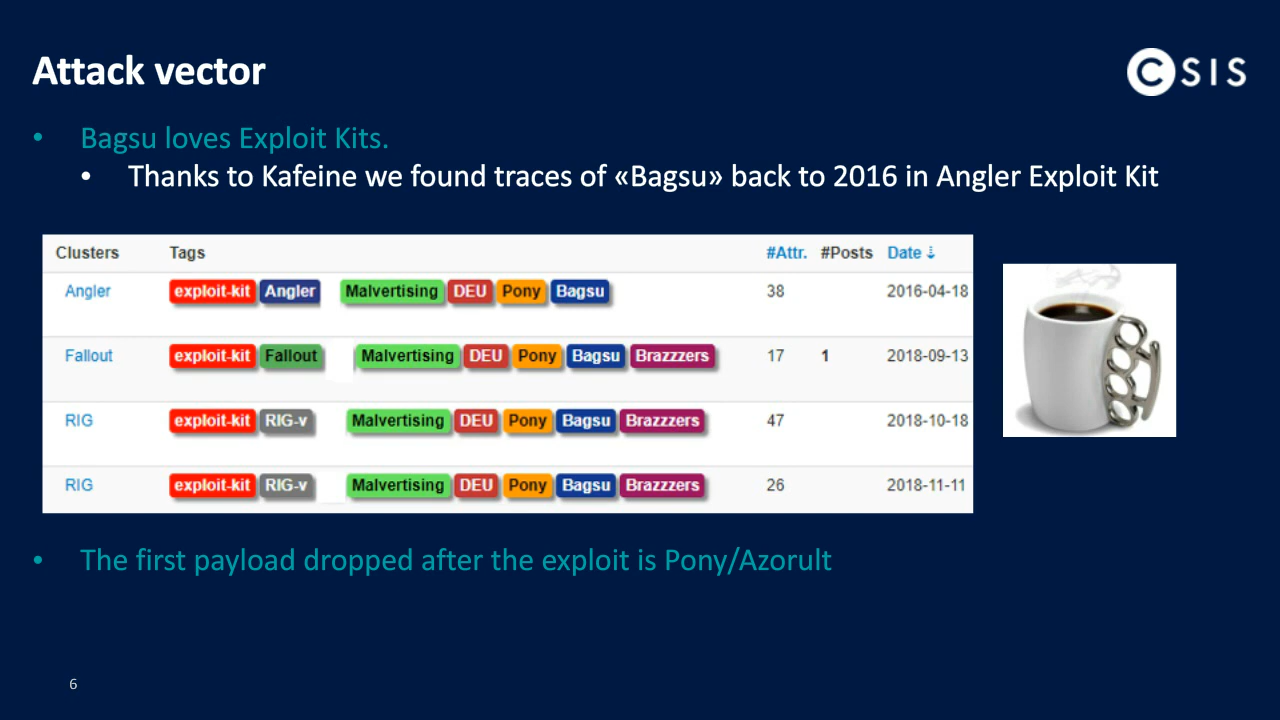 Attack vector
CSIS
• Bagsu loves Exploit Kits.
• Thanks to Kafeine we found traces of «Bagsu» back to 2016 in Angler Exploit Kit
Clusters Tags #Attr. #Posts Date
Angler exploit-kit Angler Malvertising DEU Pony Bagsu 38 2016-04-18
Fallout exploit-kit Fallout Malvertising DEU Pony Bagsu Brazzzers 17 1 2018-09-13
RIG exploit-kit RIG-v Malvertising DEU Pony Bagsu Brazzzers 47 2018-10-18
RIG exploit-kit RIG-v Malvertising DEU Pony Bagsu Brazzzers 26 2018-11-11
• The first payload dropped after the exploit is Pony/Azorult
6